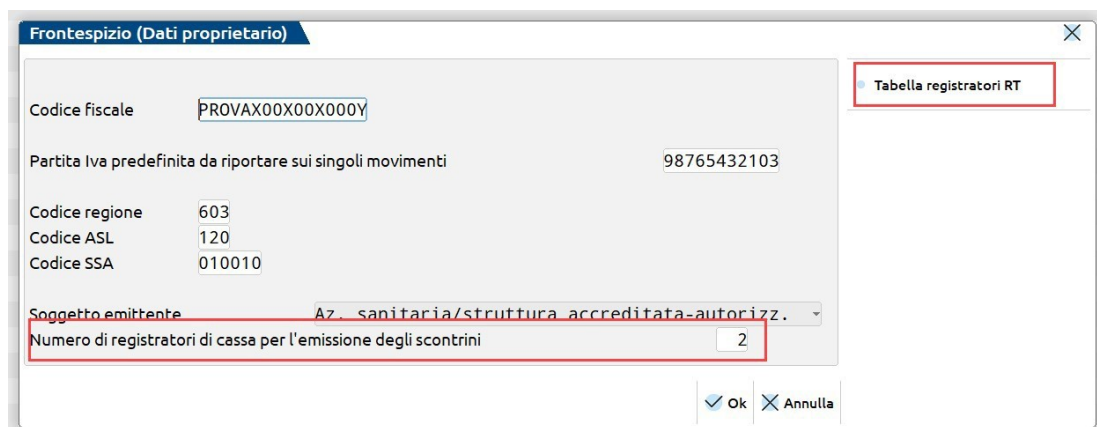 Frontespizio (Dati proprietario)
Tabella registratori RT
Codice fiscale PROVAX00X00X000Y
Partita Iva predefinita da riportare sui singoli movimenti 98765432103
Codice regione 603
Codice ASL 120
Codice SSA 010010
Soggetto emittente Az. sanitaria/struttura accreditata-autorizz.
Numero di registratori di cassa per l'emissione degli scontrini 2
Ok Annulla